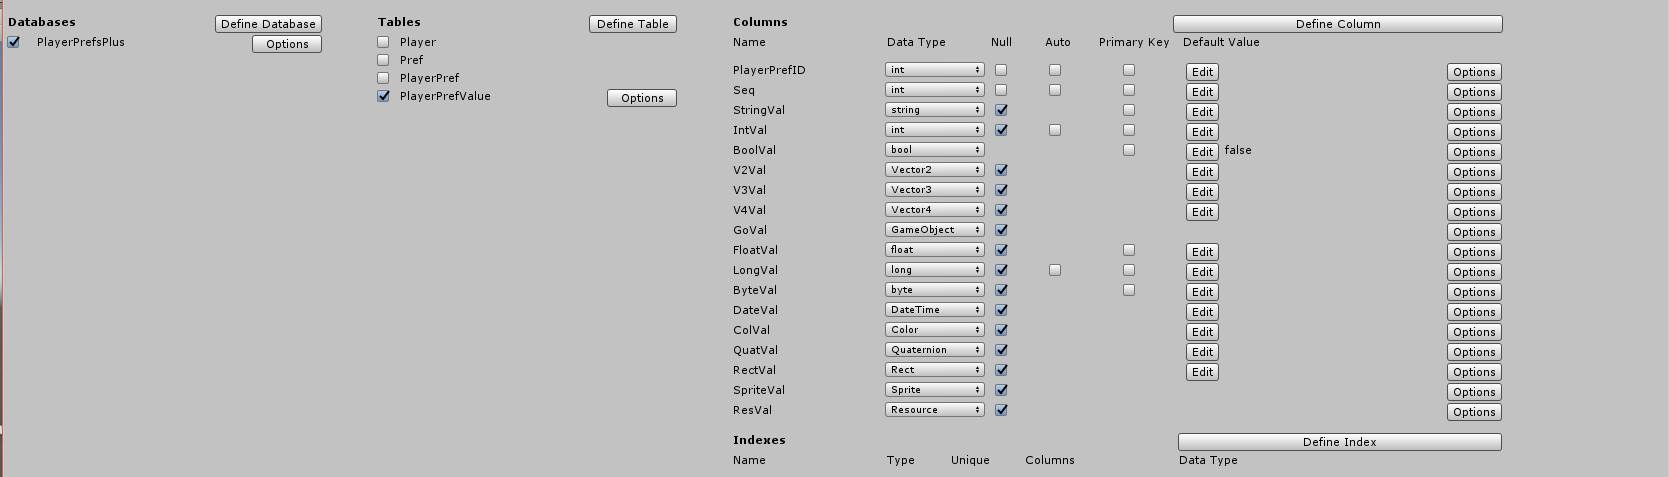 Databases Define Database
PlayerPrefsPlus Options
Tables Define Table
Player
Pref
PlayerPref
PlayerPrefValue Options
Columns Define Column
Name Data Type Null Auto Primary Key Default Value
PlayerPrefID int Edit Options
Seq int Edit Options
StringVal string Edit Options
IntVal int Edit Options
BoolVal bool Edit false Options
V2Val Vector2 Edit Options
V3Val Vector3 Edit Options
V4Val Vector4 Edit Options
GoVal GameObject Options
FloatVal float Edit Options
LongVal long Edit Options
ByteVal byte Edit Options
DateVal DateTime Edit Options
ColVal Color Edit Options
QuatVal Quaternion Edit Options
RectVal Rect Edit Options
SpriteVal Sprite Options
ResVal Resource Options
Indexes Define Index
Name Type Unique Columns Data Type